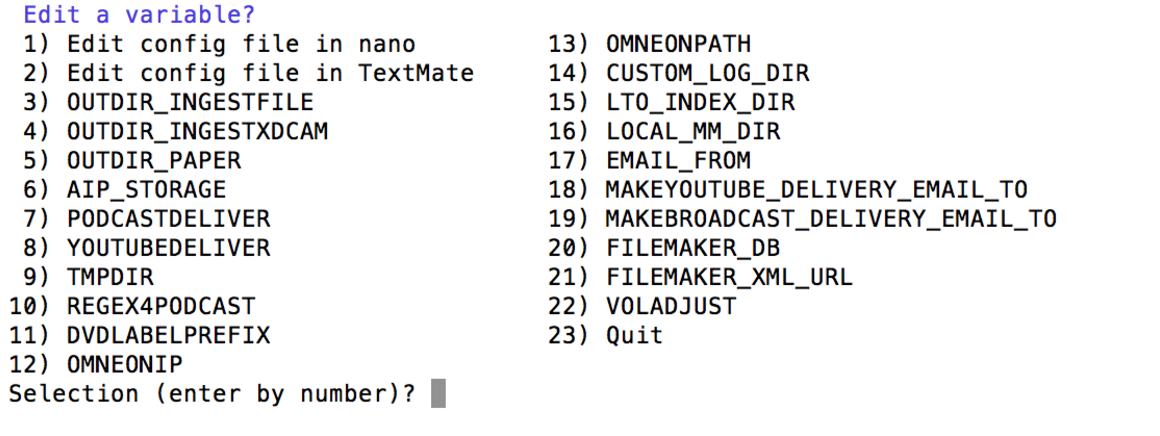 Edit a variable?
1) Edit config file in nano
2) Edit config file in TextMate
3) OUTDIR_INGESTFILE
4) OUTDIR_INGESTXDCAM
5) OUTDIR_PAPER
6) AIP_STORAGE
7) PODCASTDELIVER
8) YOUTUBEDELIVER
9) TMPDIR
10) REGEX4PODCAST
11) DVDLABELPREFIX
12) OMNEONIP
13) OMNEONPATH
14) CUSTOM_LOG_DIR
15) LTO_INDEX_DIR
16) LOCAL_MM_DIR
17) EMAIL_FROM
18) MAKEYOUTUBE_DELIVERY_EMAIL_TO
19) MAKEBROADCAST_DELIVERY_EMAIL_TO
20) FILEMAKER_DB
21) FILEMAKER_XML_URL
22) VOLADJUST
23) Quit
Selection (enter by number)?